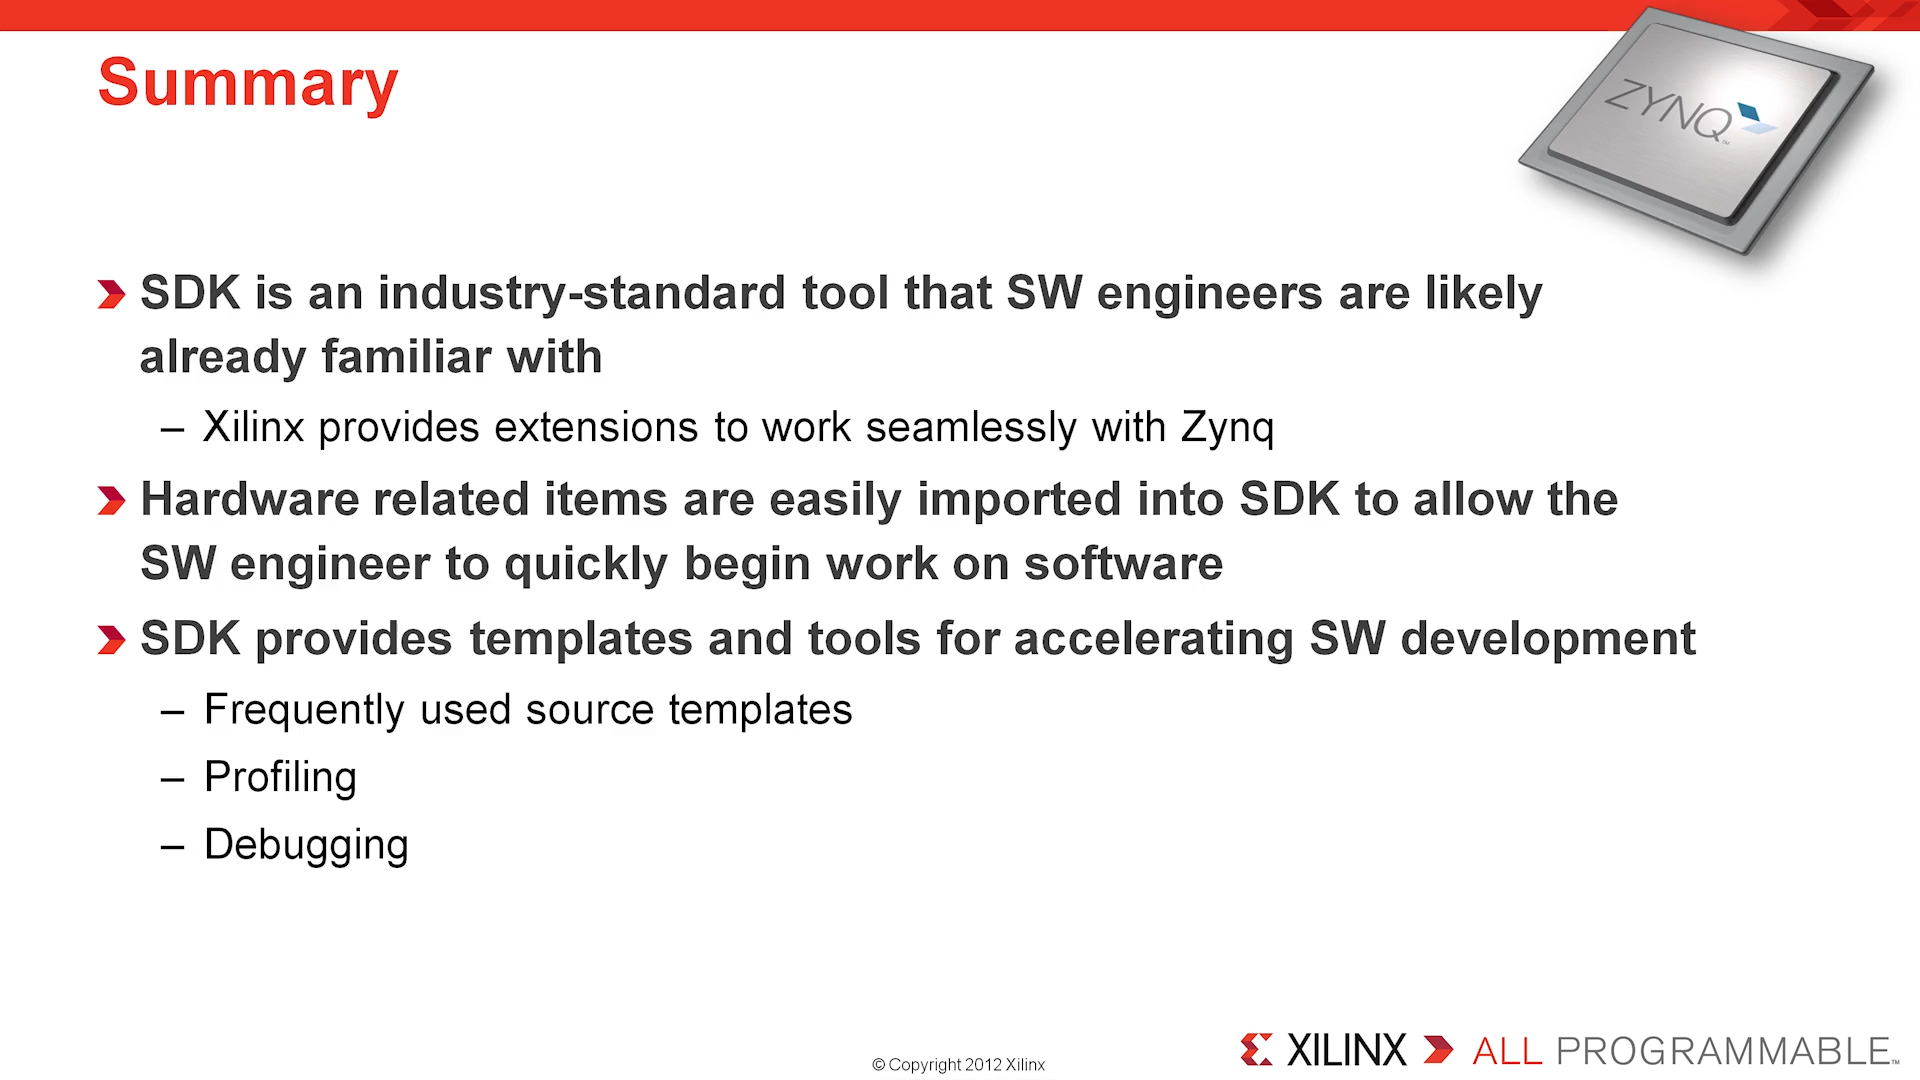 Summary
ZYNQ™
SDK is an industry-standard tool that SW engineers are likely
already familiar with
– Xilinx provides extensions to work seamlessly with Zynq
Hardware related items are easily imported into SDK to allow the
SW engineer to quickly begin work on software
SDK provides templates and tools for accelerating SW development
– Frequently used source templates
– Profiling
– Debugging
© Copyright 2012 Xilinx
XILINX ALL PROGRAMMABLE™